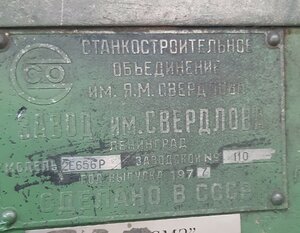 СТАНКОСТРОИТЕЛЬНОЕ
ОБЪЕДИНЕНИЕ
ИМ. Я.М. СВЕРДЛОВА
ЗАВОД ИМ. СВЕРДЛОВА
ЛЕНИНГРАД
МОДЕЛЬ 2Е656Р ЗАВОДСКОЙ № 110
ГОД ВЫПУСКА 197
СДЕЛАНО В СССР